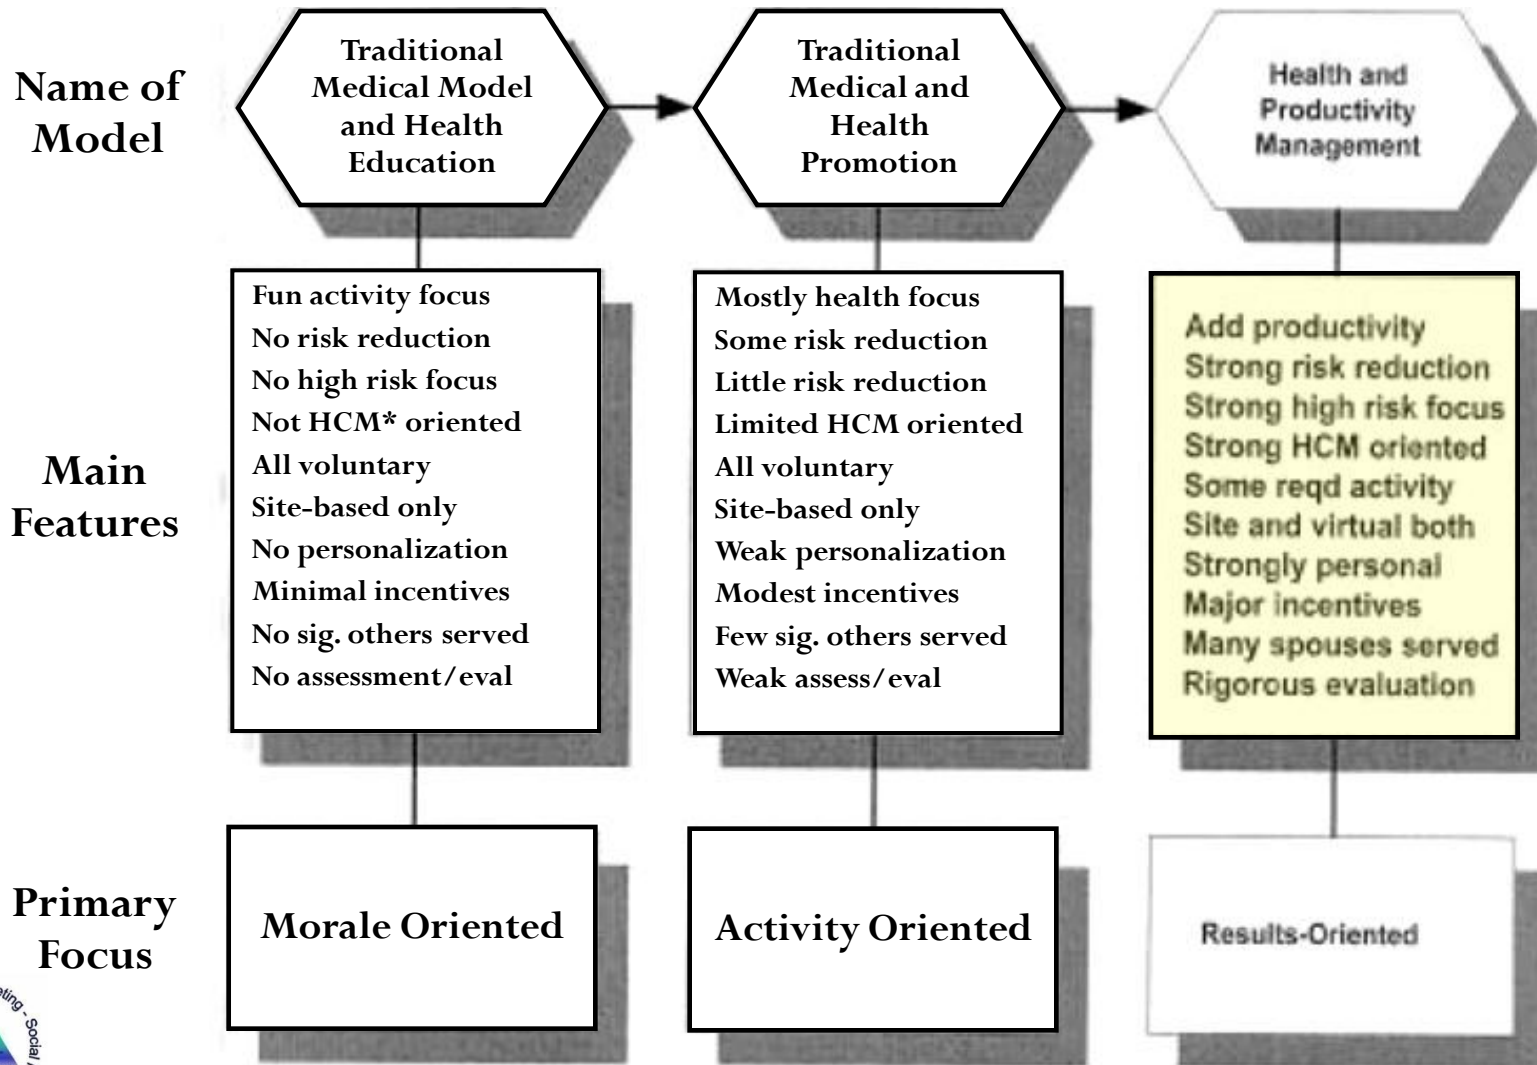 Name of
Model
Traditional
Medical Model
and Health
Education
Traditional
Medical and
Health
Promotion
Health and
Productivity
Management
Main
Features
Fun activity focus
No risk reduction
No high risk focus
Not HCM* oriented
All voluntary
Site-based only
No personalization
Minimal incentives
No sig. others served
No assessment/eval
Mostly health focus
Some risk reduction
Little risk reduction
Limited HCM oriented
All voluntary
Site-based only
Weak personalization
Modest incentives
Few sig. others served
Weak assess/eval
Add productivity
Strong risk reduction
Strong high risk focus
Strong HCM oriented
Some reqd activity
Site and virtual both
Strongly personal
Major incentives
Many spouses served
Rigorous evaluation
Primary
Focus
Morale Oriented
Activity Oriented
Results-Oriented
- Social